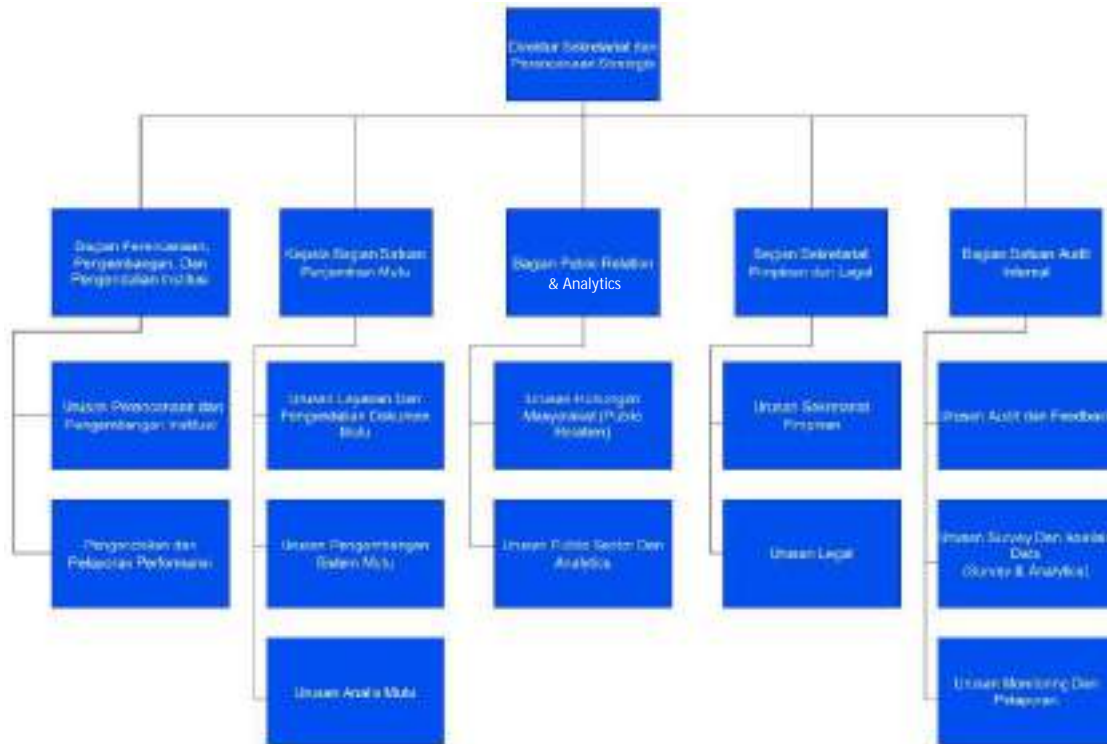 Direktur Sekretariat dan
Perencanaan Strategis
Bagian Perencanaan,
Pengembangan, Dan
Pengendalian Institusi
Kepala Bagian Satuan
Penjaminan Mutu
Bagian Public Relation
& Analytics
Bagian Sekretariat
Pimpinan dan Legal
Bagian Satuan Audit
Internal
Urusan Perencanaan dan
Pengembangan Institusi
Urusan Layanan Dan
Pengendalian Dokumen
Mutu
Urusan Hubungan
Masyarakat (Public
Relation)
Urusan Sekretariat
Pimpinan
Urusan Audit dan Feedback
Pengendalian dan
Pelaporan Performansi
Urusan Pengembangan
Sistem Mutu
Urusan Public Sector Dan
Analytics
Urusan Legal
Urusan Survey Dan
Data
(Survey & Analytics)
Urusan Analis Mutu
Urusan Monitoring Dan
Pelaporan